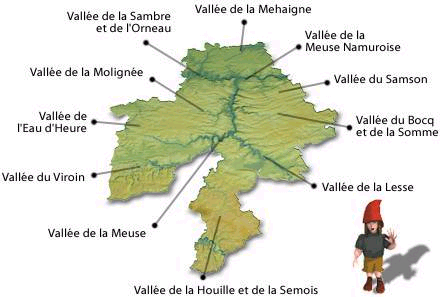 Vallée de la Mehaigne
Vallée de la Sambre
et de l'Orneau
Vallée de la
Meuse Namuroise
Vallée de la Molignée
Vallée du Samson
Vallée de
l'Eau d'Heure
Vallée du Bocq
et de la Somme
Vallée du Viroin
Vallée de la Lesse
Vallée de la Meuse
Vallée de la Houille et de la Semois